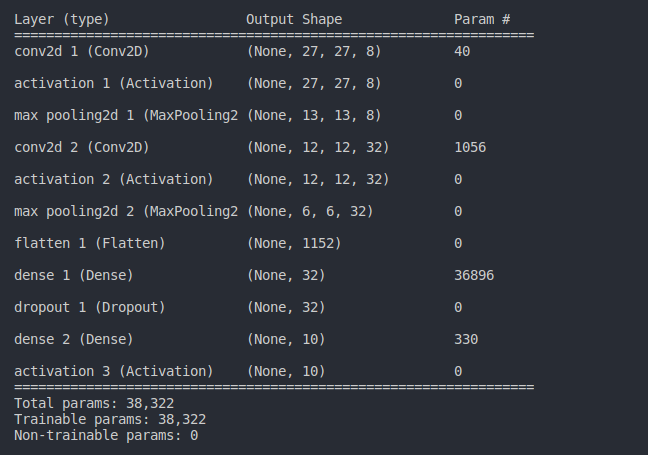 Layer (type)                 Output Shape              Param #
=================================================================
conv2d 1 (Conv2D)            (None, 27, 27, 8)         40
activation 1 (Activation)    (None, 27, 27, 8)         0
max pooling2d 1 (MaxPooling2 (None, 13, 13, 8)         0
conv2d 2 (Conv2D)            (None, 12, 12, 32)        1056
activation 2 (Activation)    (None, 12, 12, 32)        0
max pooling2d 2 (MaxPooling2 (None, 6, 6, 32)          0
flatten 1 (Flatten)          (None, 1152)              0
dense 1 (Dense)              (None, 32)                36896
dropout 1 (Dropout)          (None, 32)                0
dense 2 (Dense)              (None, 10)                330
activation 3 (Activation)    (None, 10)                0
=================================================================
Total params: 38,322
Trainable params: 38,322
Non-trainable params: 0